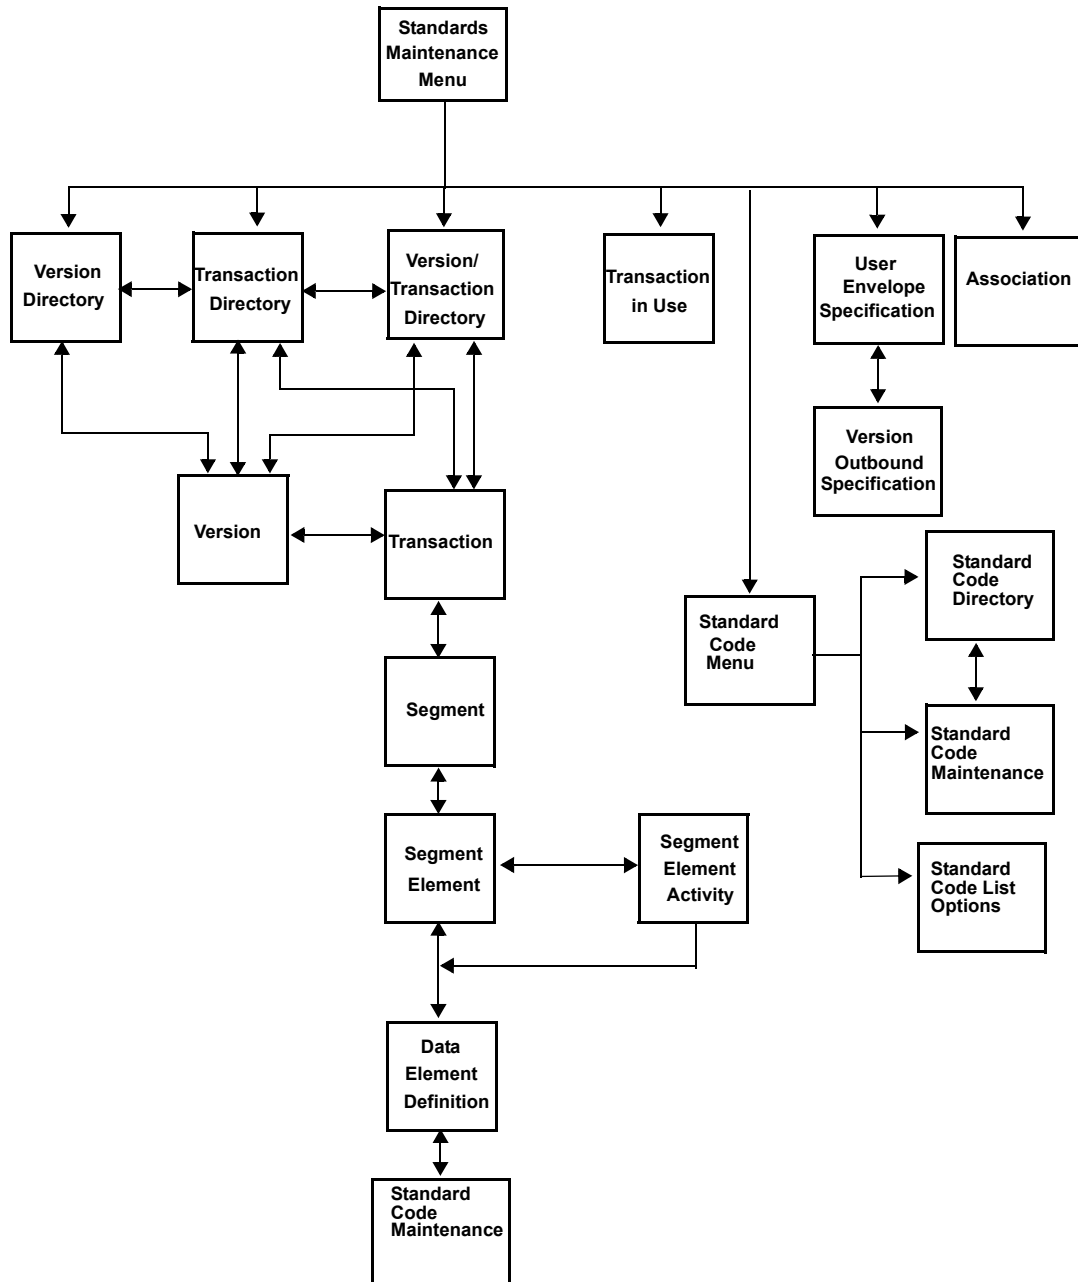 Standards
Maintenance
Menu
Version
Directory
Transaction
Directory
Version/
Transaction
Directory
Transaction
in Use
User
Envelope
Specification
Association
Version
Outbound
Specification
Version
Transaction
Standard
Code
Menu
Standard
Code
Directory
Segment
Standard
Code
Maintenance
Segment
Element
Segment
Element
Activity
Standard
Code List
Options
Data
Element
Definition
Standard
Code
Maintenance